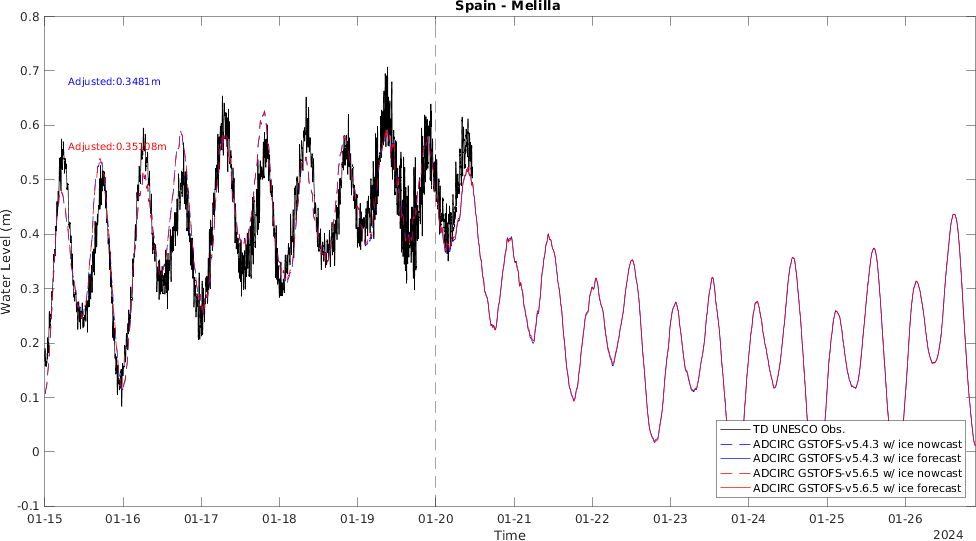 Spain - Melilla
0.8
0.7
0.6
0.5
0.4
0.3
0.2
0.1
0
-0.1
Water Level (m)
Adjusted:0.3481m
Adjusted:0.35108m
TD UNESCO Obs.
ADCIRC GSTOFS-v5.4.3 w/ ice nowcast
ADCIRC GSTOFS-v5.4.3 w/ ice forecast
ADCIRC GSTOFS-v5.6.5 w/ ice nowcast
ADCIRC GSTOFS-v5.6.5 w/ ice forecast
01-15 01-16 01-17 01-18 01-19 01-20 01-21 01-22 01-23 01-24 01-25 01-26
Time
2024